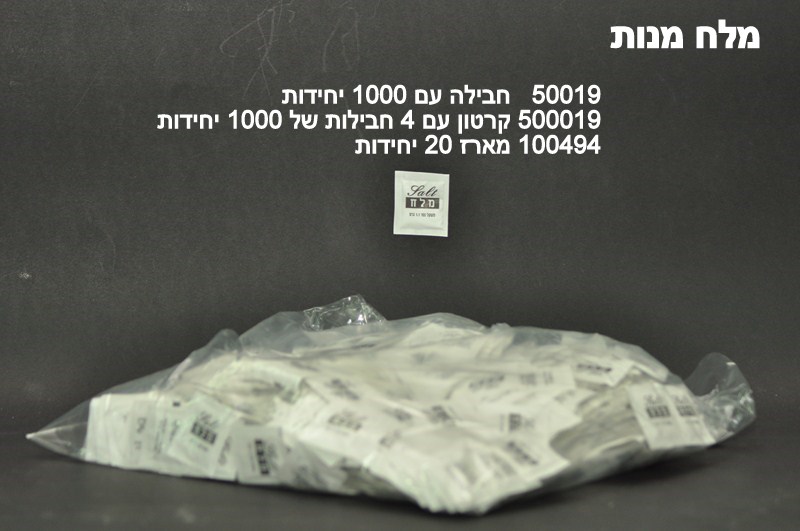 מלח מנות
50019 חבילה עם 1000 יחידות
500019 קרטון עם 4 חבילות של 1000 יחידות
100494 מארז 20 יחידות
Salt
מלח